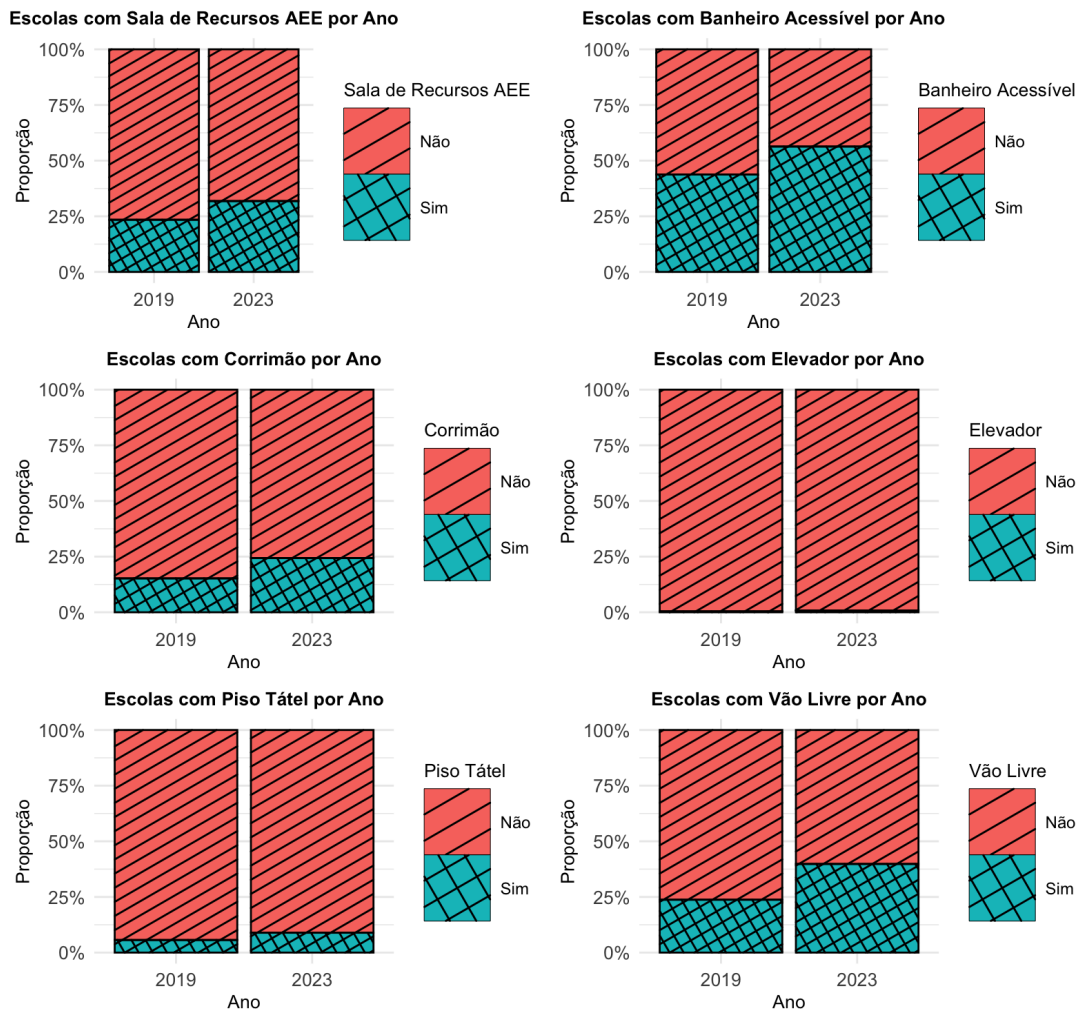 Escolas com Sala de Recursos AEE por Ano
100%
75%
50%
25%
0%
Proporção
2019 2023
Ano
Sala de Recursos AEE
Não
Sim
Escolas com Banheiro Acessível por Ano
100%
75%
50%
25%
0%
Proporção
2019 2023
Ano
Banheiro Acessível
Não
Sim
Escolas com Corrimão por Ano
100%
75%
50%
25%
0%
Proporção
2019 2023
Ano
Corrimão
Não
Sim
Escolas com Elevador por Ano
100%
75%
50%
25%
0%
Proporção
2019 2023
Ano
Elevador
Não
Sim
Escolas com Piso Tátel por Ano
100%
75%
50%
25%
0%
Proporção
2019 2023
Ano
Piso Tátel
Não
Sim
Escolas com Vão Livre por Ano
100%
75%
50%
25%
0%
Proporção
2019 2023
Ano
Vão Livre
Não
Sim